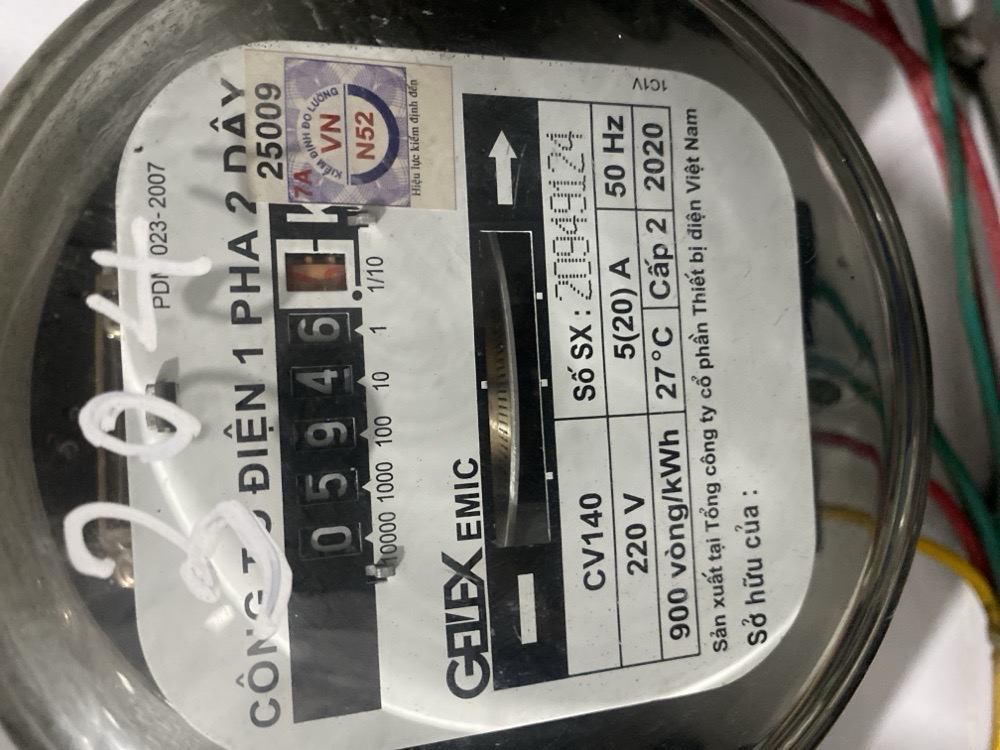 204
PDM 023-2007
CÔNG TƠ ĐIỆN 1 PHA 2 DÂY
25009
KIỂM ĐỊNH ĐO LƯỜNG
7A
VN
N52
Hiệu lực kiểm định đến
0 5 9 4 6
10000 1000 100 10 1 1/10
GELEX EMIC
CV140 Số SX : 20949124
220 V 5(20) A 50 Hz
900 vòng/kWh 27°C Cấp 2 2020
Sản xuất tại Tổng công ty cổ phần Thiết bị điện Việt Nam
Sở hữu của :
1C1V